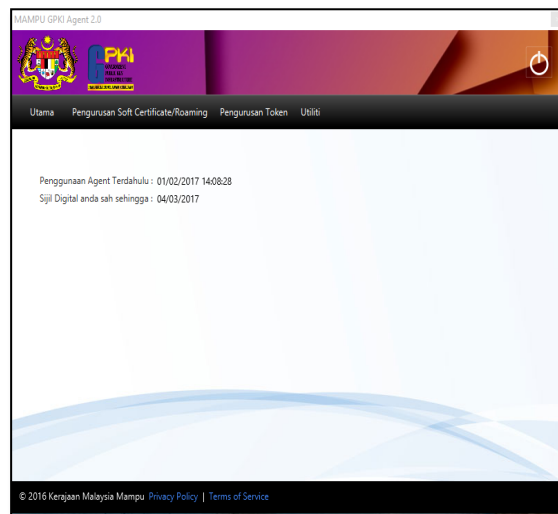 MAMPU GPKI Agent 2.0
GPKI
Utama Pengurusan Soft Certificate/Roaming Pengurusan Token Utiliti
Penggunaan Agent Terdahulu : 01/02/2017 14:08:28
Sijil Digital anda sah sehingga : 04/03/2017
© 2016 Kerajaan Malaysia Mampu Privacy Policy | Terms of Service